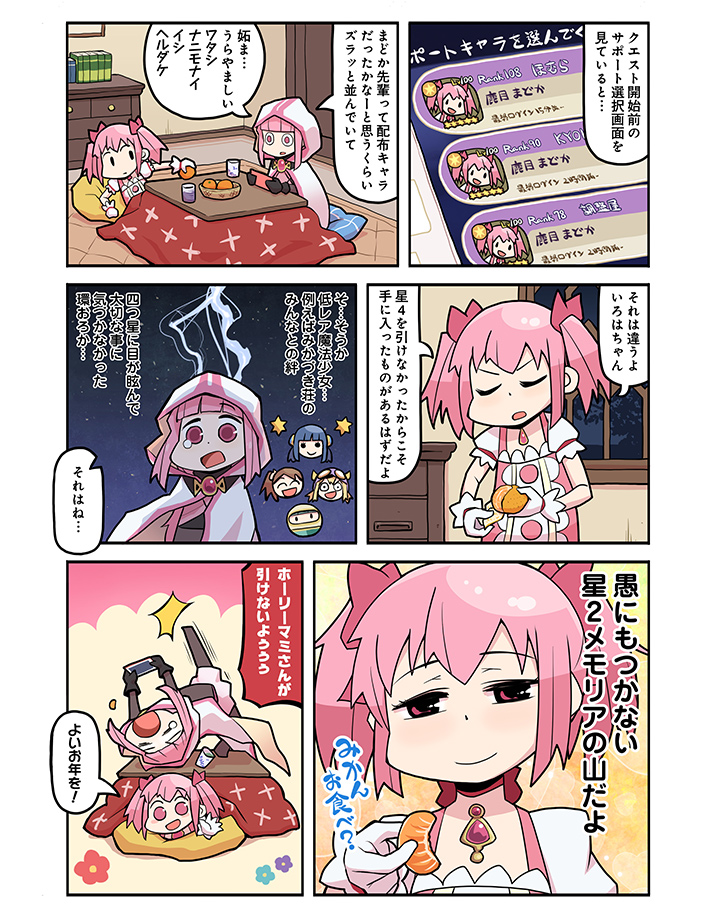 クエスト開始前の
サポート選択画面を
見ていると…
ポートキャラを選んでく
100 Rank108 ほむら
鹿目まどか
100 Rank90 KYO
鹿目まどか
100 Rank78 調整屋
鹿目まどか
まどか先輩って配布キャラ
だったかなーと思うくらい
ズラッと並んでいて
妬ま…
うらやましい
ワタシ
ナニモナイ
イシ
ヘルダケ
それは違うよ
いろはちゃん
星4を引けなかったからこそ
手に入ったものがあるはずだよ
そ…そうか
低レア魔法少女…
例えばみかづき荘の
みんなとの絆
四つ星に目が眩んで
大切な事に
気づかなかった
環おろか…
それはね…
愚にもつかない
星2メモリアの山だよ
みかん
お食べ?
ホーリーマミさんが
引けないようぅぅ
よいお年を!